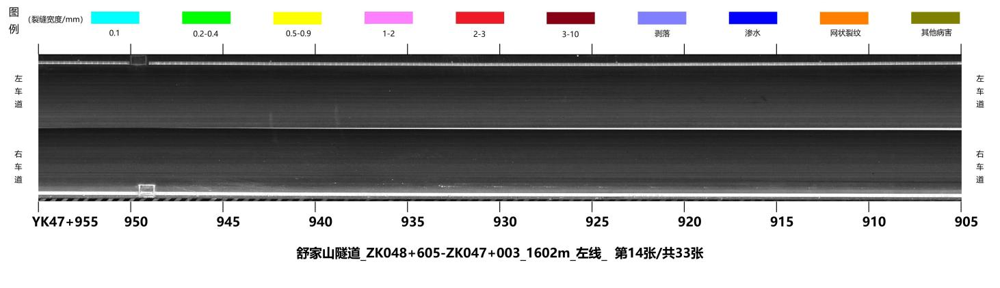 图例
(裂缝宽度/mm)
0.1 0.2-0.4 0.5-0.9 1-2 2-3 3-10 剥落 渗水 网状裂纹 其他病害
左车道 左车道
右车道 右车道
YK47+955 950 945 940 935 930 925 920 915 910 905
舒家山隧道_ZK048+605-ZK047+003_1602m_左线_ 第14张/共33张